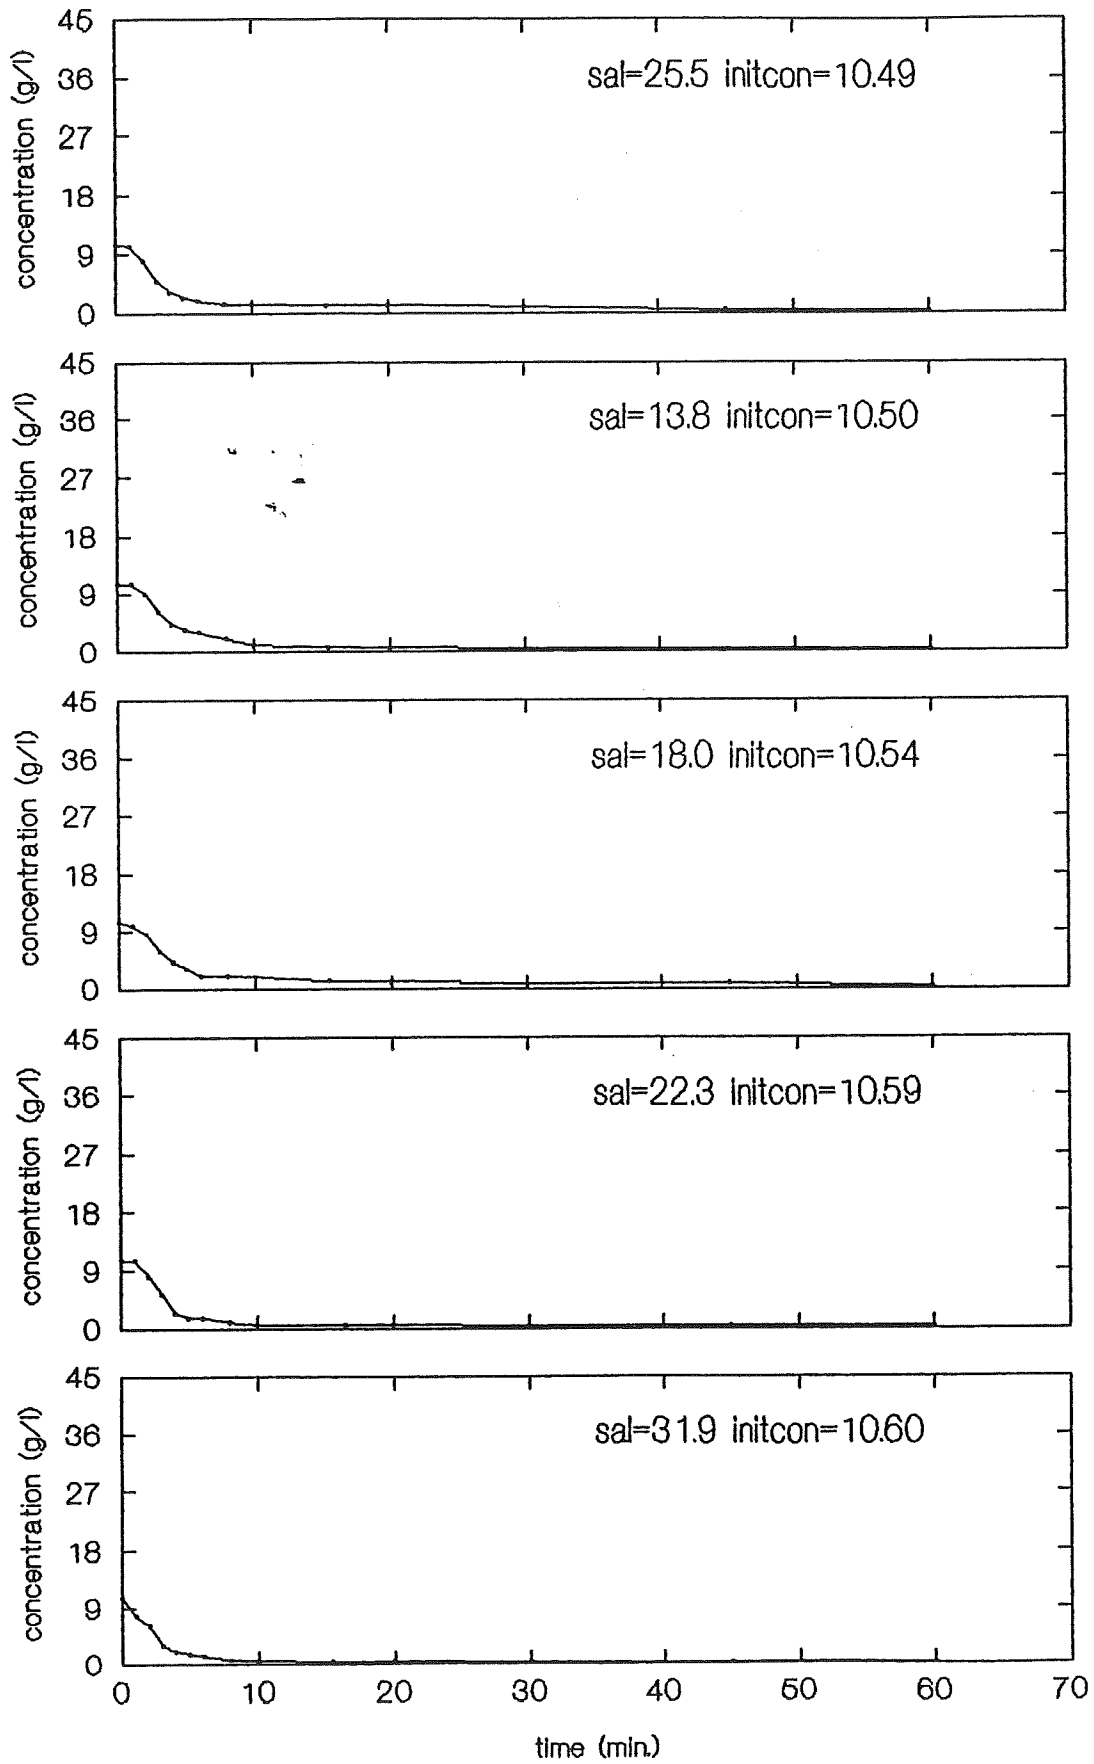 concentration (g/l)
45
36
27
18
9
0
sal=25.5 initcon=10.49
concentration (g/l)
45
36
27
18
9
0
sal=13.8 initcon=10.50
concentration (g/l)
45
36
27
18
9
0
sal=18.0 initcon=10.54
concentration (g/l)
45
36
27
18
9
0
sal=22.3 initcon=10.59
concentration (g/l)
45
36
27
18
9
0
sal=31.9 initcon=10.60
0 10 20 30 40 50 60 70
time (min.)